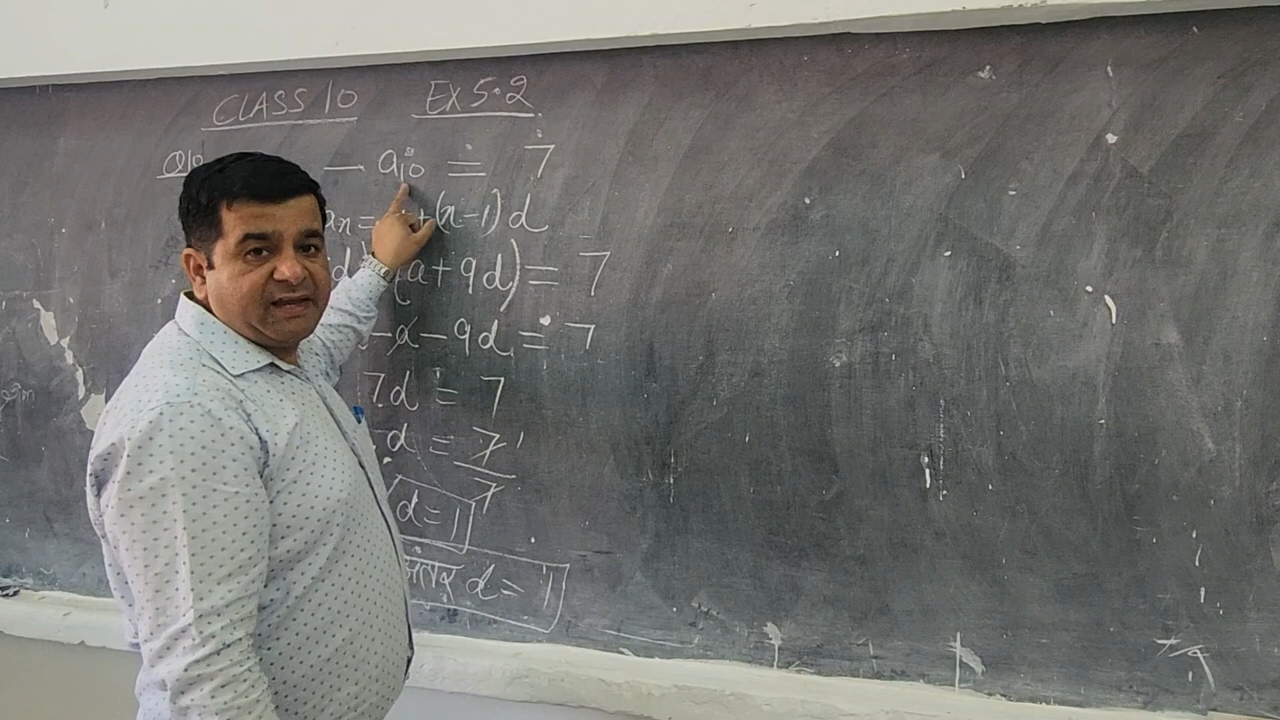 CLASS 10 EX 5.2
Q10 — a10 = 7
an = + (n-1) d
d (a + 9d) = 7
- a - 9d = 7
7d = 7
d = 7
7
d = 1
d = 1